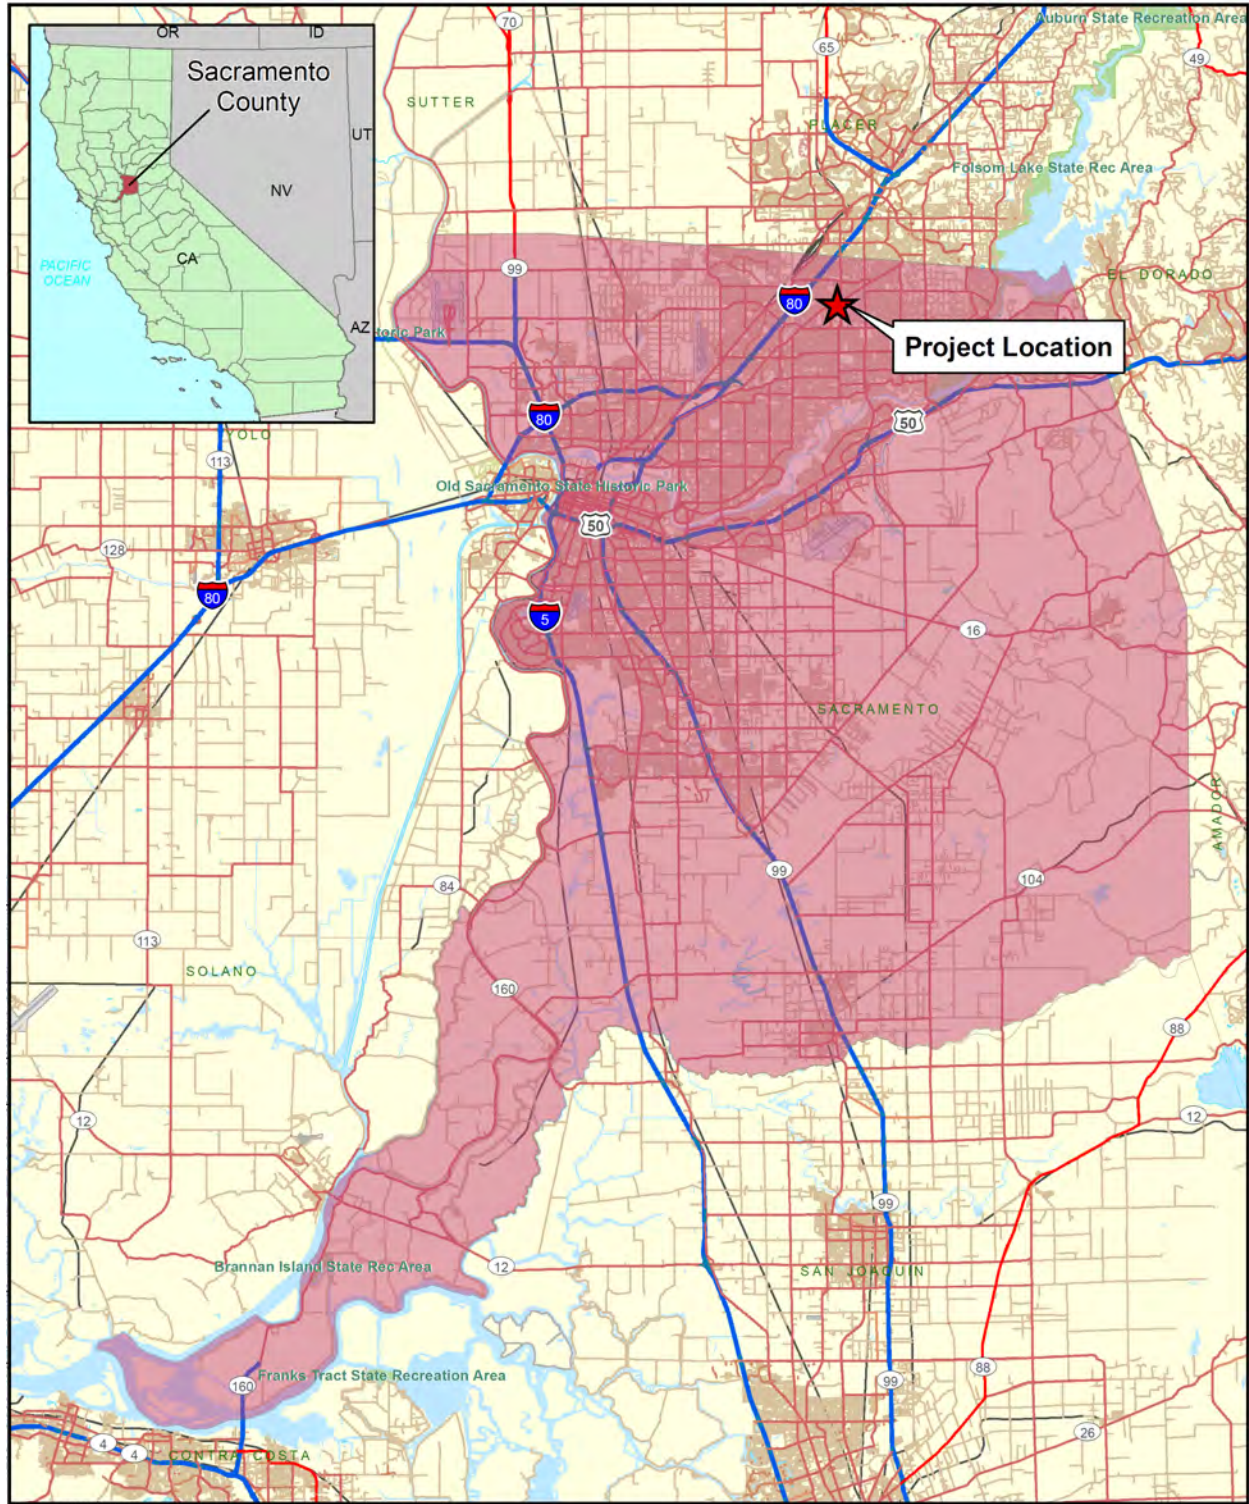 OR
ID
Sacramento
County
UT
NV
CA
PACIFIC
OCEAN
AZ
70
65
Auburn State Recreation Area
49
SUTTER
PLACER
Folsom Lake State Rec Area
99
EL DORADO
80
toric Park
Project Location
80
50
YOLO
113
Old Sacramento State Historic Park
50
128
80
5
16
SACRAMENTO
AMADOR
99
84
104
113
SOLANO
160
88
12
12
99
Brannan Island State Rec Area
12
SAN JOAQUIN
Franks Tract State Recreation Area
160
88
99
4
4
CONTRA COSTA
26